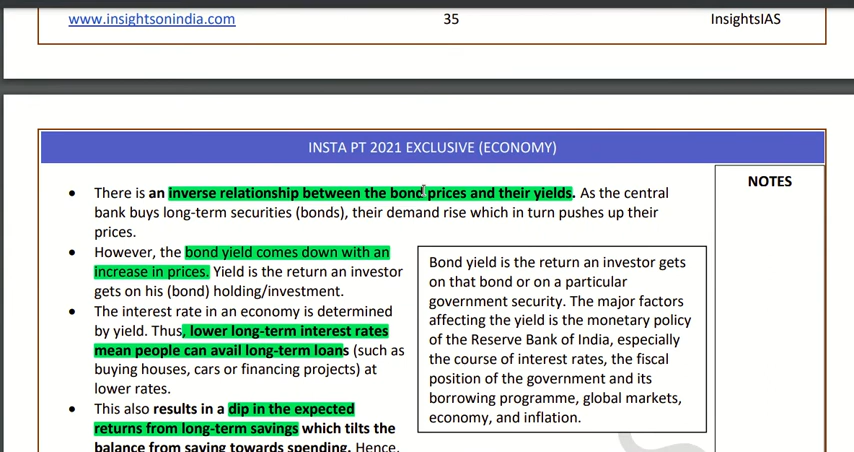 www.insightsonindia.com 35 InsightsIAS
INSTA PT 2021 EXCLUSIVE (ECONOMY)
NOTES
• There is an inverse relationship between the bond prices and their yields. As the central
bank buys long-term securities (bonds), their demand rise which in turn pushes up their
prices.
• However, the bond yield comes down with an
increase in prices. Yield is the return an investor
gets on his (bond) holding/investment.
• The interest rate in an economy is determined
by yield. Thus, lower long-term interest rates
mean people can avail long-term loans (such as
buying houses, cars or financing projects) at
lower rates.
• This also results in a dip in the expected
returns from long-term savings which tilts the
balance from saving towards spending. Hence,
Bond yield is the return an investor gets
on that bond or on a particular
government security. The major factors
affecting the yield is the monetary policy
of the Reserve Bank of India, especially
the course of interest rates, the fiscal
position of the government and its
borrowing programme, global markets,
economy, and inflation.